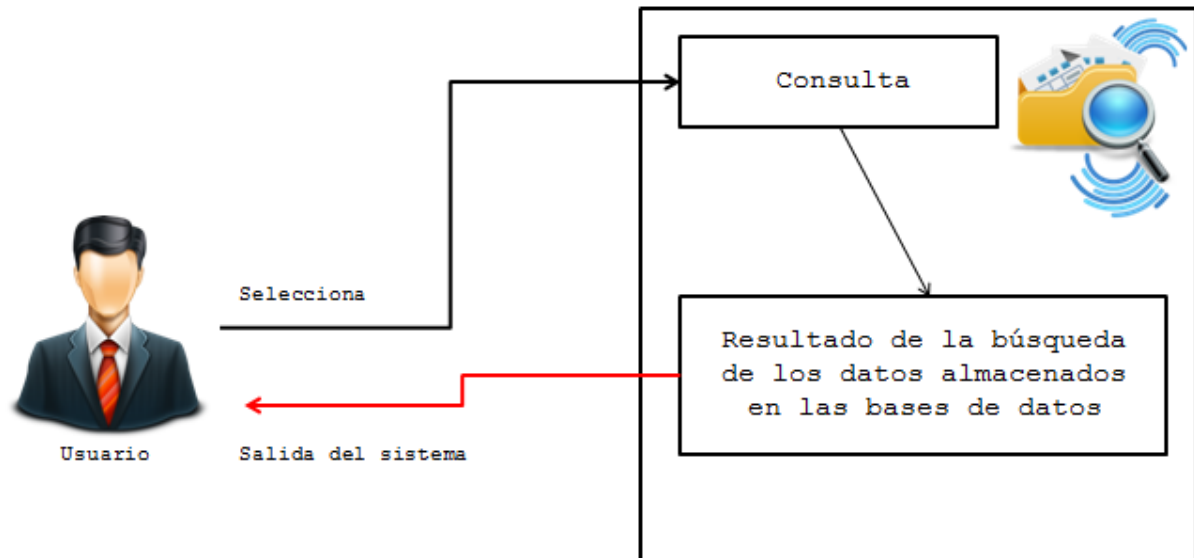 Consulta
Selecciona
Resultado de la búsqueda
de los datos almacenados
en las bases de datos
Usuario
Salida del sistema